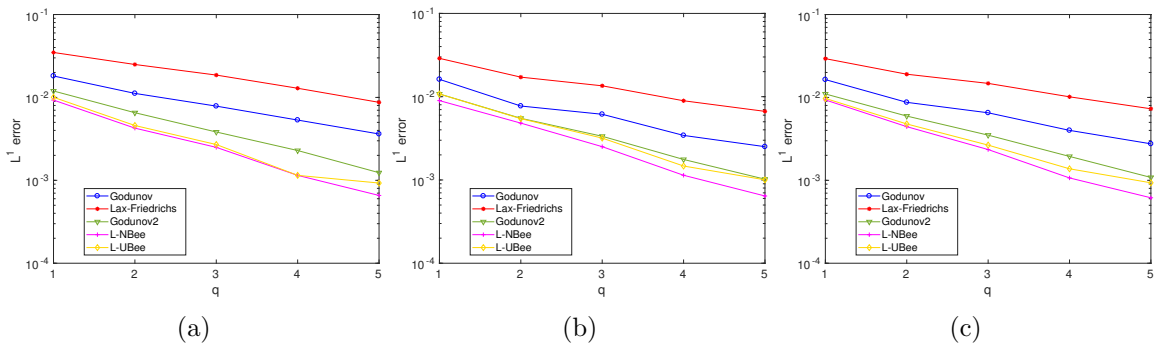 10^-1
10^-2
10^-3
10^-4
L^1 error
1 2 3 4 5
q
Godunov
Lax-Friedrichs
Godunov2
L-NBee
L-UBee
(a)
10^-1
10^-2
10^-3
10^-4
L^1 error
1 2 3 4 5
q
Godunov
Lax-Friedrichs
Godunov2
L-NBee
L-UBee
(b)
10^-1
10^-2
10^-3
10^-4
L^1 error
1 2 3 4 5
q
Godunov
Lax-Friedrichs
Godunov2
L-NBee
L-UBee
(c)